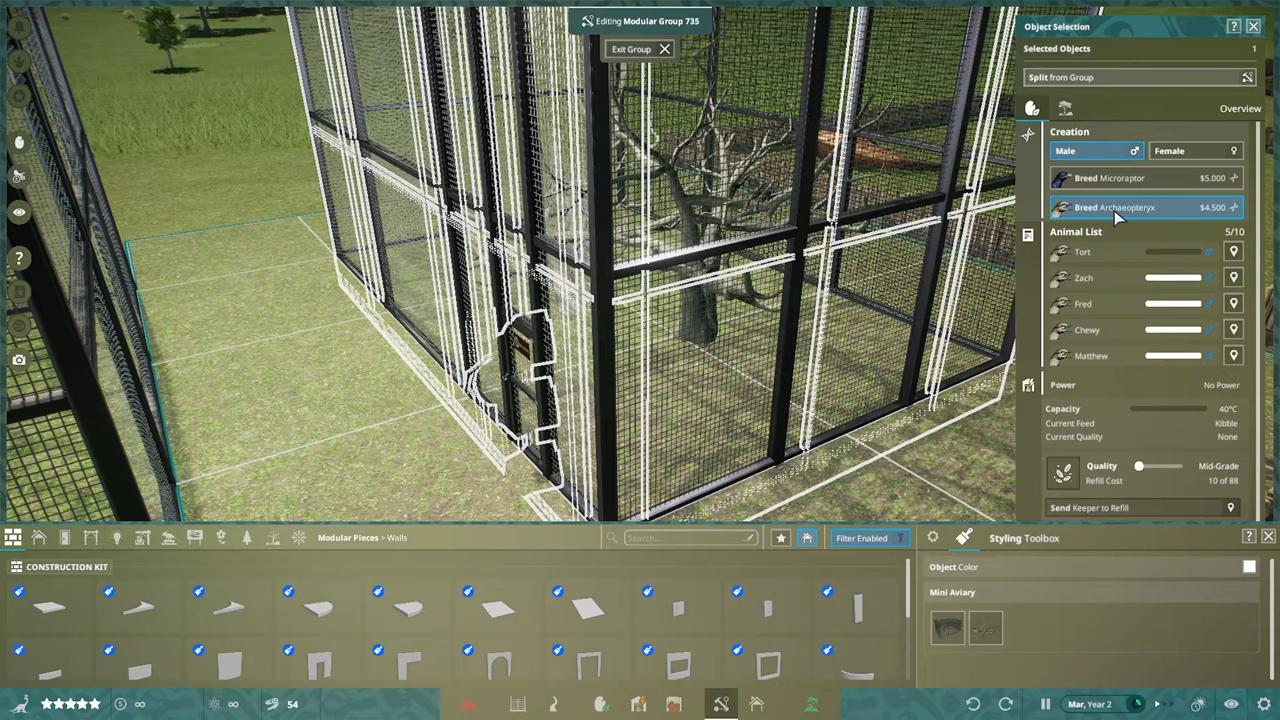 Editing Modular Group 735
Exit Group
Object Selection
?
Selected Objects 1
Split from Group
Overview
Creation
Male
Female
Breed Microraptor $5.000
Breed Archaeopteryx $4.500
Animal List 5/10
Tort
Zach
Fred
Chewy
Matthew
Power No Power
Capacity 40°C
Current Feed Kibble
Current Quality None
Quality Mid-Grade
Refill Cost 10 of 88
Send Keeper to Refill
?
Modular Pieces > Walls
Search...
Filter Enabled
Styling Toolbox
?
CONSTRUCTION KIT
Object Color
Mini Aviary
∞
∞
54
Mar, Year 2